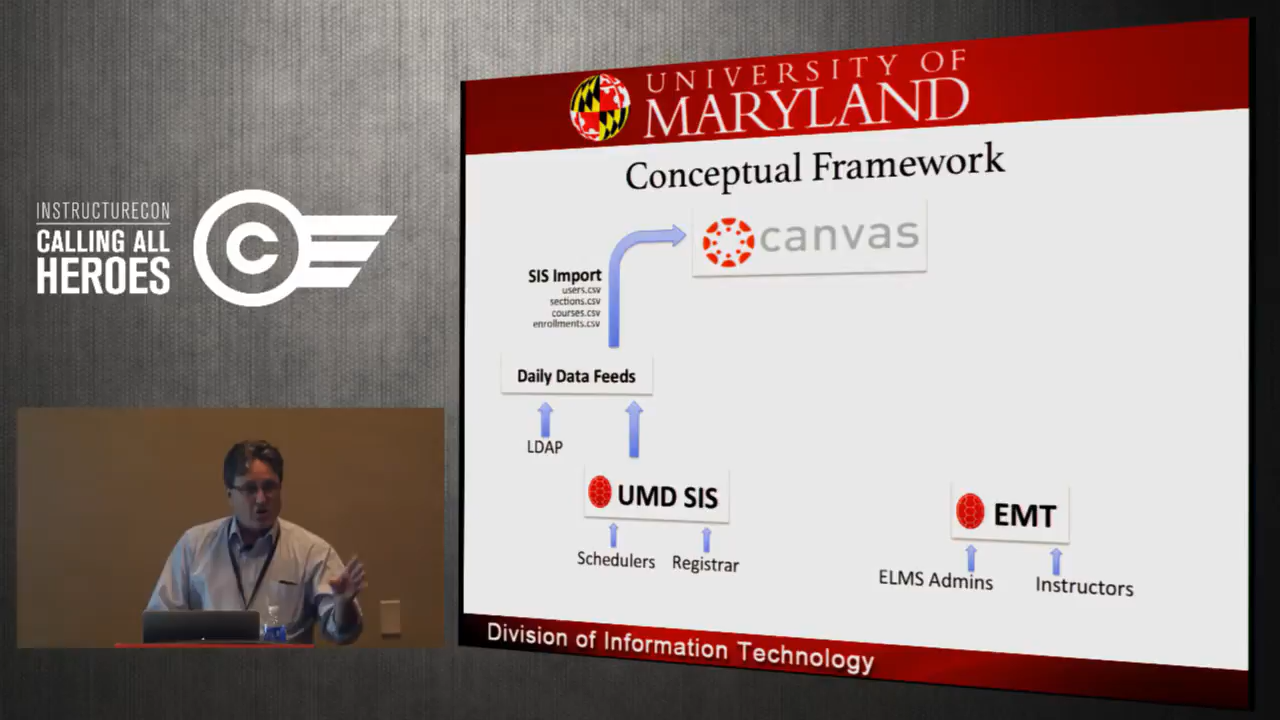 INSTRUCTURECON
CALLING ALL
HEROES
C
UNIVERSITY OF
MARYLAND
Conceptual Framework
canvas
SIS Import
users.csv
sections.csv
courses.csv
enrollments.csv
Daily Data Feeds
LDAP
UMD SIS
Schedulers Registrar
EMT
ELMS Admins Instructors
Division of Information Technology